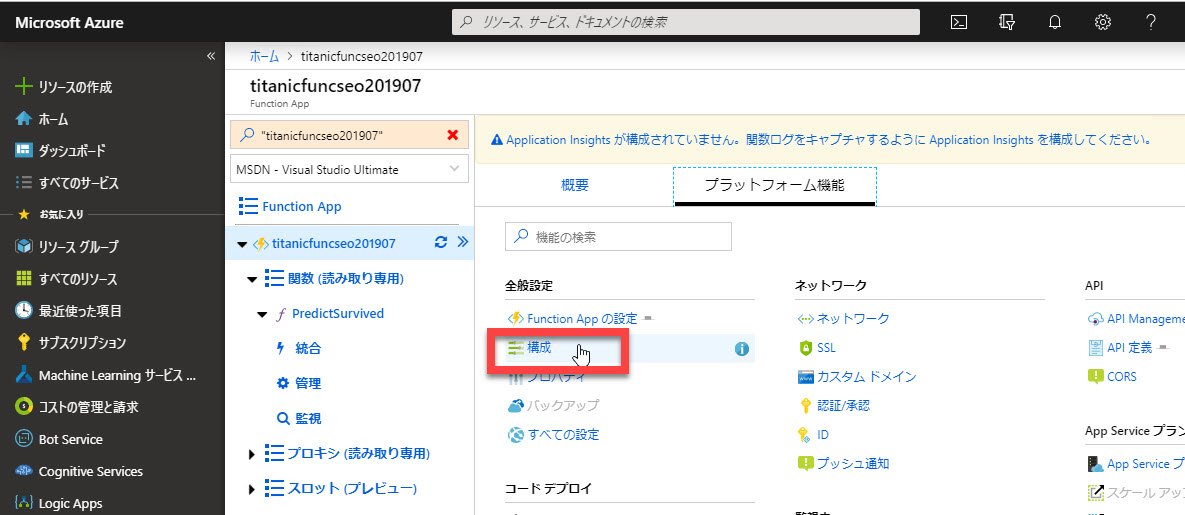 Microsoft Azure
リソース、サービス、ドキュメントの検索
«
リソースの作成
ホーム
ダッシュボード
すべてのサービス
お気に入り
リソース グループ
すべてのリソース
最近使った項目
サブスクリプション
Machine Learning サービス ...
コストの管理と請求
Bot Service
Cognitive Services
Logic Apps
ホーム > titanicfuncseo201907
titanicfuncseo201907
Function App
"titanicfuncseo201907"
MSDN - Visual Studio Ultimate
Function App
titanicfuncseo201907
関数 (読み取り専用)
PredictSurvived
統合
管理
監視
プロキシ (読み取り専用)
スロット (プレビュー)
Application Insights が構成されていません。関数ログをキャプチャするように Application Insights を構成してください。
概要
プラットフォーム機能
機能の検索
全般設定
Function App の設定
構成
プロパティ
バックアップ
すべての設定
コード デプロイ
ネットワーク
ネットワーク
SSL
カスタム ドメイン
認証/承認
ID
プッシュ通知
API
API Manageme
API 定義
CORS
App Service プラン
App Service プ
スケール アップ